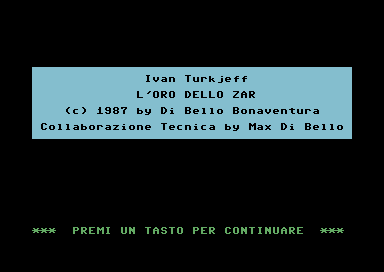 Ivan Turkjeff
L'ORO DELLO ZAR
(c) 1987 by Di Bello Bonaventura
Collaborazione Tecnica by Max Di Bello
*** PREMI UN TASTO PER CONTINUARE ***